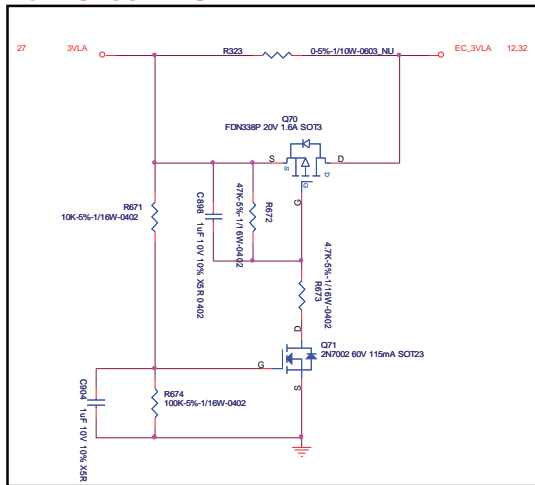 27 3VLA R323 0-5%-1/10W-0603_NU EC_3VLA 12,32
Q70
FDN338P 20V 1.6A SOT3
S D
S D
G
G
R671
10K-5%-1/16W-0402
C898 1uF 10V 10% X5R 0402
47K-5%-1/16W-0402
R672
4.7K-5%-1/16W-0402
R673
D
Q71
2N7002 60V 115mA SOT23
G
S
C904 1uF 10V 10% X5R
R674
100K-5%-1/16W-0402